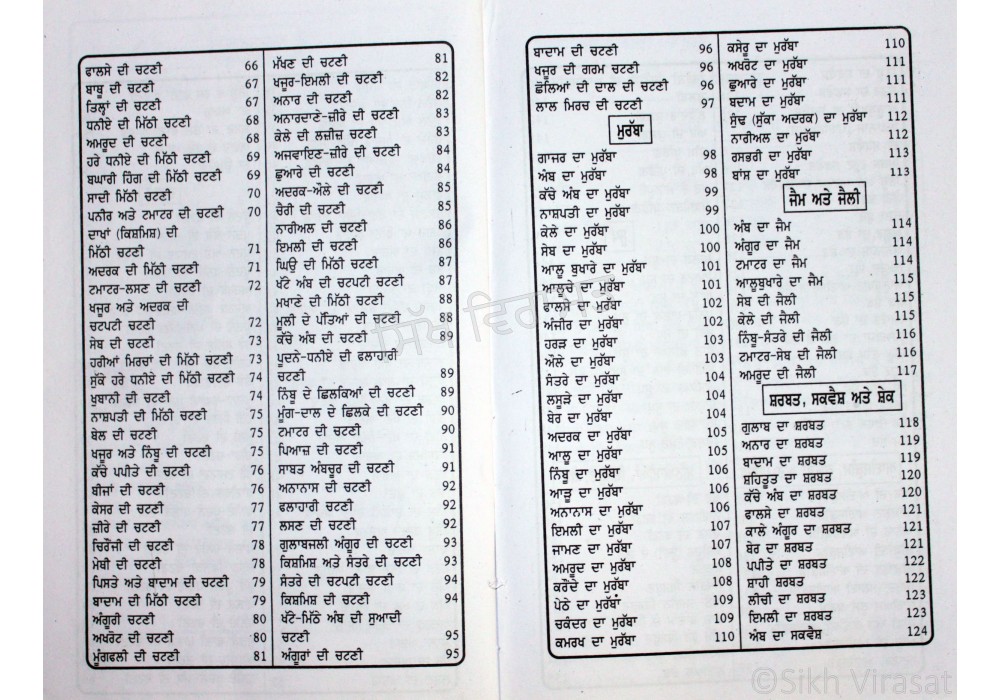 ਫਾਲਸੇ ਦੀ ਚਟਣੀ 66
ਬਾਬੂ ਦੀ ਚਟਣੀ 67
ਤਿਲ੍ਹਾਂ ਦੀ ਚਟਣੀ 67
ਧਨੀਏ ਦੀ ਮਿੱਠੀ ਚਟਣੀ 68
ਅਮਰੂਦ ਦੀ ਚਟਣੀ 68
ਹਰੇ ਧਨੀਏ ਦੀ ਮਿੱਠੀ ਚਟਣੀ 69
ਬਘਾਰੀ ਹਿੰਗ ਦੀ ਮਿੱਠੀ ਚਟਣੀ 69
ਸਾਦੀ ਮਿੱਠੀ ਚਟਣੀ 70
ਪਨੀਰ ਅਤੇ ਟਮਾਟਰ ਦੀ ਚਟਣੀ 70
ਦਾਖਾਂ (ਕਿਸ਼ਮਿਸ਼) ਦੀ
ਮਿੱਠੀ ਚਟਣੀ 71
ਅਦਰਕ ਦੀ ਮਿੱਠੀ ਚਟਣੀ 71
ਟਮਾਟਰ-ਲਸਣ ਦੀ ਚਟਣੀ 72
ਖਜੂਰ ਅਤੇ ਅਦਰਕ ਦੀ
ਚਟਪਟੀ ਚਟਣੀ 72
ਸੇਬ ਦੀ ਚਟਣੀ 73
ਹਰੀਆਂ ਮਿਰਚਾਂ ਦੀ ਮਿੱਠੀ ਚਟਣੀ 73
ਸੁੱਕੇ ਹਰੇ ਧਨੀਏ ਦੀ ਮਿੱਠੀ ਚਟਣੀ 74
ਖੁਬਾਨੀ ਦੀ ਚਟਣੀ 74
ਨਾਸ਼ਪਤੀ ਦੀ ਚਟਣੀ 75
ਬੇਲ ਦੀ ਚਟਣੀ 75
ਖਜੂਰ ਅਤੇ ਨਿੰਬੂ ਦੀ ਚਟਣੀ 75
ਕੱਚੇ ਪਪੀਤੇ ਦੀ ਚਟਣੀ 76
ਬੀਜਾਂ ਦੀ ਚਟਣੀ 76
ਕੇਸਰ ਦੀ ਚਟਣੀ 77
ਜ਼ੀਰੇ ਦੀ ਚਟਣੀ 77
ਚਿਰੌਂਜੀ ਦੀ ਚਟਣੀ 78
ਮੇਥੀ ਦੀ ਚਟਣੀ 78
ਪਿਸਤੇ ਅਤੇ ਬਾਦਾਮ ਦੀ ਚਟਣੀ 79
ਬਾਦਾਮ ਦੀ ਮਿੱਠੀ ਚਟਣੀ 79
ਅੰਗੂਰੀ ਚਟਣੀ 80
ਅਖਰੋਟ ਦੀ ਚਟਣੀ 80
ਮੂੰਗਫਲੀ ਦੀ ਚਟਣੀ 81
ਮੱਖਣ ਦੀ ਚਟਣੀ 81
ਖਜੂਰ-ਇਮਲੀ ਦੀ ਚਟਣੀ 82
ਅਨਾਰ ਦੀ ਚਟਣੀ 82
ਅਨਾਰਦਾਣੇ-ਜ਼ੀਰੇ ਦੀ ਚਟਣੀ 83
ਕੇਲੇ ਦੀ ਲਜ਼ੀਜ਼ ਚਟਣੀ 83
ਅਜਵਾਇਣ-ਜ਼ੀਰੇ ਦੀ ਚਟਣੀ 84
ਛੁਆਰੇ ਦੀ ਚਟਣੀ 84
ਅਦਰਕ-ਔਲੇ ਦੀ ਚਟਣੀ 85
ਚੈਰੀ ਦੀ ਚਟਣੀ 85
ਨਾਰੀਅਲ ਦੀ ਚਟਣੀ 86
ਇਮਲੀ ਦੀ ਚਟਣੀ 86
ਘਿਉ ਦੀ ਮਿੱਠੀ ਚਟਣੀ 87
ਖੱਟੇ ਅੰਬ ਦੀ ਚਟਪਟੀ ਚਟਣੀ 87
ਮਖਾਣੇ ਦੀ ਮਿੱਠੀ ਚਟਣੀ 88
ਮੂਲੀ ਦੇ ਪੱਤਿਆਂ ਦੀ ਚਟਣੀ 88
ਕੱਚੇ ਅੰਬ ਦੀ ਚਟਣੀ 89
ਪੂਦਨੇ-ਧਨੀਏ ਦੀ ਫਲਾਹਾਰੀ
ਚਟਣੀ 89
ਨਿੰਬੂ ਦੇ ਛਿਲਕਿਆਂ ਦੀ ਚਟਣੀ 89
ਮੂੰਗ-ਦਾਲ ਦੇ ਛਿਲਕੇ ਦੀ ਚਟਣੀ 90
ਟਮਾਟਰ ਦੀ ਚਟਣੀ 90
ਪਿਆਜ਼ ਦੀ ਚਟਣੀ 91
ਸਾਬਤ ਅੰਬਚੂਰ ਦੀ ਚਟਣੀ 91
ਅਨਾਨਾਸ ਦੀ ਚਟਣੀ 92
ਫਲਾਹਾਰੀ ਚਟਣੀ 92
ਲਸਣ ਦੀ ਚਟਣੀ 92
ਗੁਲਾਬਜਲੀ ਅੰਗੂਰ ਦੀ ਚਟਣੀ 93
ਕਿਸ਼ਮਿਸ਼ ਅਤੇ ਸੰਤਰੇ ਦੀ ਚਟਣੀ 93
ਸੰਤਰੇ ਦੀ ਚਟਪਟੀ ਚਟਣੀ 94
ਕਿਸ਼ਮਿਸ਼ ਦੀ ਚਟਣੀ 94
ਖੱਟੇ-ਮਿੱਠੇ ਅੰਬ ਦੀ ਸੁਆਦੀ
ਚਟਣੀ 95
ਅੰਗੂਰਾਂ ਦੀ ਚਟਣੀ 95
ਬਾਦਾਮ ਦੀ ਚਟਣੀ 96
ਖਜੂਰ ਦੀ ਗਰਮ ਚਟਣੀ 96
ਛੋਲਿਆਂ ਦੀ ਦਾਲ ਦੀ ਚਟਣੀ 96
ਲਾਲ ਮਿਰਚ ਦੀ ਚਟਣੀ 97
ਮੁਰੱਬਾ
ਗਾਜਰ ਦਾ ਮੁਰੱਬਾ 98
ਅੰਬ ਦਾ ਮੁਰੱਬਾ 98
ਕੱਚੇ ਅੰਬ ਦਾ ਮੁਰੱਬਾ 99
ਨਾਸ਼ਪਤੀ ਦਾ ਮੁਰੱਬਾ 99
ਕੇਲੇ ਦਾ ਮੁਰੱਬਾ 100
ਸੇਬ ਦਾ ਮੁਰੱਬਾ 100
ਆਲੂ ਬੁਖਾਰੇ ਦਾ ਮੁਰੱਬਾ 101
ਆਲੂਚੇ ਦਾ ਮੁਰੱਬਾ 101
ਫਾਲਸੇ ਦਾ ਮੁਰੱਬਾ 102
ਅੰਜੀਰ ਦਾ ਮੁਰੱਬਾ 102
ਹਰੜ ਦਾ ਮੁਰੱਬਾ 103
ਔਲੇ ਦਾ ਮੁਰੱਬਾ 103
ਸੰਤਰੇ ਦਾ ਮੁਰੱਬਾ 104
ਲਸੂੜੇ ਦਾ ਮੁਰੱਬਾ 104
ਬੇਰ ਦਾ ਮੁਰੱਬਾ 104
ਅਦਰਕ ਦਾ ਮੁਰੱਬਾ 105
ਆਲੂ ਦਾ ਮੁਰੱਬਾ 105
ਨਿੰਬੂ ਦਾ ਮੁਰੱਬਾ 106
ਆੜੂ ਦਾ ਮੁਰੱਬਾ 106
ਅਨਾਨਾਸ ਦਾ ਮੁਰੱਬਾ 106
ਇਮਲੀ ਦਾ ਮੁਰੱਬਾ 107
ਜਾਮਣ ਦਾ ਮੁਰੱਬਾ 107
ਅਮਰੂਦ ਦਾ ਮੁਰੱਬਾ 108
ਕਰੌਂਦੇ ਦਾ ਮੁਰੱਬਾ 108
ਪੇਠੇ ਦਾ ਮੁਰੱਬਾ 109
ਚਕੰਦਰ ਦਾ ਮੁਰੱਬਾ 109
ਕਮਰਖ ਦਾ ਮੁਰੱਬਾ 110
ਕਸੇਰੂ ਦਾ ਮੁਰੱਬਾ 110
ਅਖਰੋਟ ਦਾ ਮੁਰੱਬਾ 111
ਛੁਆਰੇ ਦਾ ਮੁਰੱਬਾ 111
ਬਦਾਮ ਦਾ ਮੁਰੱਬਾ 111
ਸੁੰਢ (ਸੁੱਕਾ ਅਦਰਕ) ਦਾ ਮੁਰੱਬਾ 112
ਨਾਰੀਅਲ ਦਾ ਮੁਰੱਬਾ 112
ਰਸਭਰੀ ਦਾ ਮੁਰੱਬਾ 113
ਬਾਂਸ ਦਾ ਮੁਰੱਬਾ 113
ਜੈਮ ਅਤੇ ਜੈਲੀ
ਅੰਬ ਦਾ ਜੈਮ 114
ਅੰਗੂਰ ਦਾ ਜੈਮ 114
ਟਮਾਟਰ ਦਾ ਜੈਮ 114
ਆਲੂਬੁਖਾਰੇ ਦਾ ਜੈਮ 115
ਸੇਬ ਦੀ ਜੈਲੀ 115
ਕੇਲੇ ਦੀ ਜੈਲੀ 115
ਨਿੰਬੂ-ਸੰਤਰੇ ਦੀ ਜੈਲੀ 116
ਟਮਾਟਰ-ਸੇਬ ਦੀ ਜੈਲੀ 116
ਅਮਰੂਦ ਦੀ ਜੈਲੀ 117
ਸ਼ਰਬਤ, ਸਕਵੈਸ਼ ਅਤੇ ਸ਼ੇਕ
ਗੁਲਾਬ ਦਾ ਸ਼ਰਬਤ 118
ਅਨਾਰ ਦਾ ਸ਼ਰਬਤ 119
ਬਾਦਾਮ ਦਾ ਸ਼ਰਬਤ 119
ਸ਼ਹਿਤੂਤ ਦਾ ਸ਼ਰਬਤ 120
ਕੱਚੇ ਅੰਬ ਦਾ ਸ਼ਰਬਤ 120
ਫਾਲਸੇ ਦਾ ਸ਼ਰਬਤ 121
ਕਾਲੇ ਅੰਗੂਰ ਦਾ ਸ਼ਰਬਤ 121
ਬੇਰ ਦਾ ਸ਼ਰਬਤ 121
ਪਪੀਤੇ ਦਾ ਸ਼ਰਬਤ 122
ਸ਼ਾਹੀ ਸ਼ਰਬਤ 122
ਲੀਚੀ ਦਾ ਸ਼ਰਬਤ 123
ਇਮਲੀ ਦਾ ਸ਼ਰਬਤ 123
ਅੰਬ ਦਾ ਸਕਵੈਸ਼ 124
ਸਿੱਖ ਵਿਰਾਸਤ
©Sikh Virasat